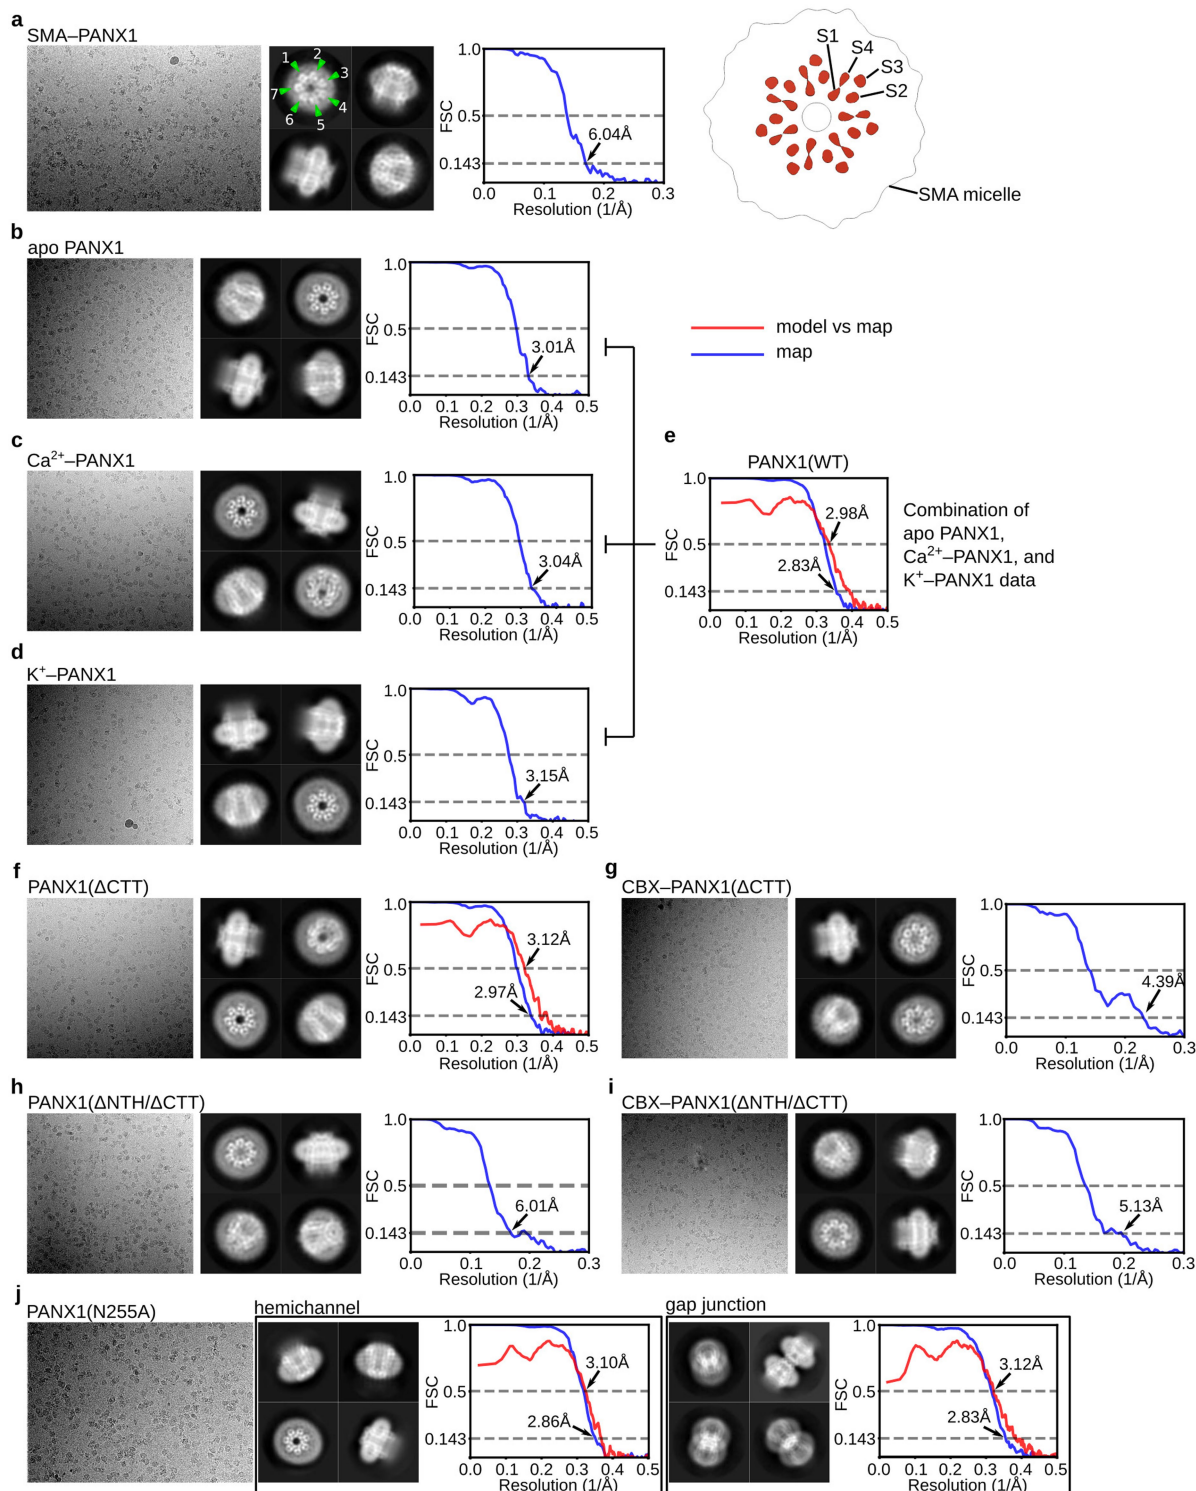 a
SMA–PANX1
1
2
3
4
5
6
7
1.0
0.5
0.143
FSC
6.04Å
0.0 0.1 0.2 0.3
Resolution (1/Å)
S1
S4
S3
S2
SMA micelle
b
apo PANX1
1.0
0.5
0.143
FSC
3.01Å
0.0 0.1 0.2 0.3 0.4 0.5
Resolution (1/Å)
model vs map
map
c
Ca²⁺–PANX1
1.0
0.5
0.143
FSC
3.04Å
0.0 0.1 0.2 0.3 0.4 0.5
Resolution (1/Å)
d
K⁺–PANX1
1.0
0.5
0.143
FSC
3.15Å
0.0 0.1 0.2 0.3 0.4 0.5
Resolution (1/Å)
e
PANX1(WT)
1.0
0.5
0.143
FSC
2.98Å
2.83Å
0.0 0.1 0.2 0.3 0.4 0.5
Resolution (1/Å)
Combination of
apo PANX1,
Ca²⁺–PANX1, and
K⁺–PANX1 data
f
PANX1(ΔCTT)
1.0
0.5
0.143
FSC
3.12Å
2.97Å
0.0 0.1 0.2 0.3 0.4 0.5
Resolution (1/Å)
g
CBX–PANX1(ΔCTT)
1.0
0.5
0.143
FSC
4.39Å
0.0 0.1 0.2 0.3
Resolution (1/Å)
h
PANX1(ΔNTH/ΔCTT)
1.0
0.5
0.143
FSC
6.01Å
0.0 0.1 0.2 0.3
Resolution (1/Å)
i
CBX–PANX1(ΔNTH/ΔCTT)
1.0
0.5
0.143
FSC
5.13Å
0.0 0.1 0.2 0.3
Resolution (1/Å)
j
PANX1(N255A)
hemichannel
1.0
0.5
0.143
FSC
3.10Å
2.86Å
0.0 0.1 0.2 0.3 0.4 0.5
Resolution (1/Å)
gap junction
1.0
0.5
0.143
FSC
3.12Å
2.83Å
0.0 0.1 0.2 0.3 0.4 0.5
Resolution (1/Å)